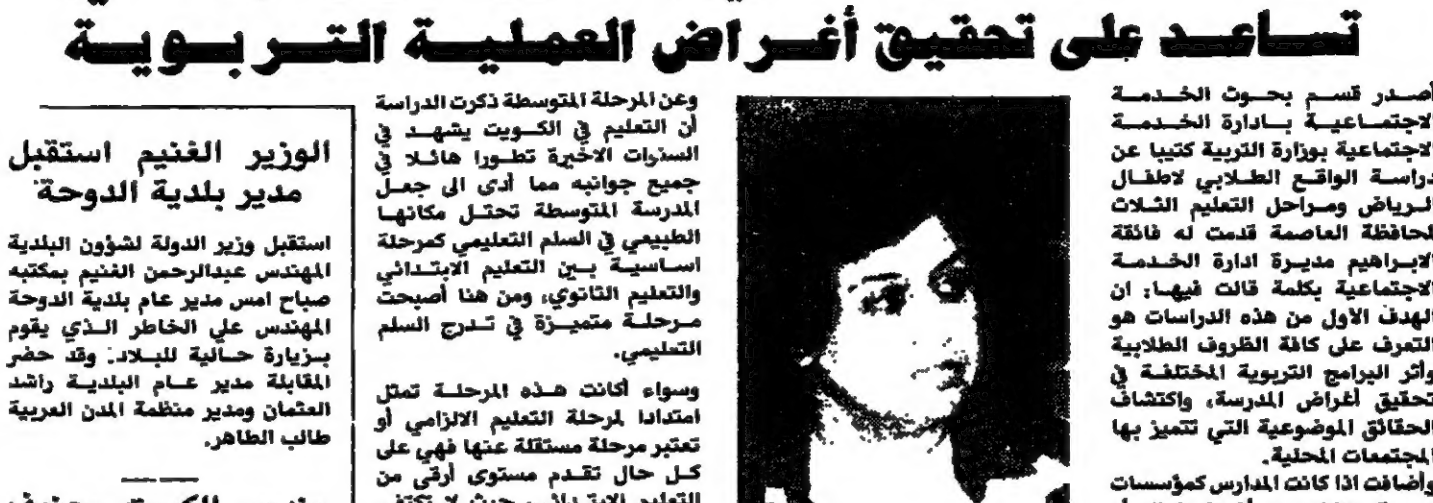 تساعد على تحقيق أغراض العملية التربوية
أصدر قسم بحوث الخدمة
الاجتماعية بادارة الخدمة
الاجتماعية بوزارة التربية كتيبا عن
دراسة الواقع الطلابي لاطفال
الرياض ومراحل التعليم الثلاث
لمحافظة العاصمة قدمت له فائقة
الابراهيم مديرة ادارة الخدمة
الاجتماعية بكلمة قالت فيها: ان
الهدف الاول من هذه الدراسات هو
التعرف على كافة الظروف الطلابية
وأثر البرامج التربوية المختلفة في
تحقيق أغراض المدرسة، واكتشاف
الحقائق الموضوعية التي تتميز بها
المجتمعات المحلية.
وأضافت اذا كانت المدارس كمؤسسات
وعن المرحلة المتوسطة ذكرت الدراسة
أن التعليم في الكويت يشهد في
السنوات الاخيرة تطورا هائلا في
جميع جوانبه مما أدى الى جعل
المدرسة المتوسطة تحتل مكانها
الطبيعي في السلم التعليمي كمرحلة
اساسية بين التعليم الابتدائي
والتعليم الثانوي، ومن هنا أصبحت
مرحلة متميزة في تدرج السلم
التعليمي.
وسواء أكانت هذه المرحلة تمثل
امتدادا لمرحلة التعليم الالزامي أو
تعتبر مرحلة مستقلة عنها فهي على
كل حال تقدم مستوى أرقى من
التعليم الابتدائي حيث لا تكتفي
الوزير الغنيم استقبل
مدير بلدية الدوحة
استقبل وزير الدولة لشؤون البلدية
المهندس عبدالرحمن الغنيم بمكتبه
صباح امس مدير عام بلدية الدوحة
المهندس علي الخاطر الذي يقوم
بزيارة حالية للبلاد. وقد حضر
المقابلة مدير عام البلدية راشد
العثمان ومدير منظمة المدن العربية
طالب الطاهر.